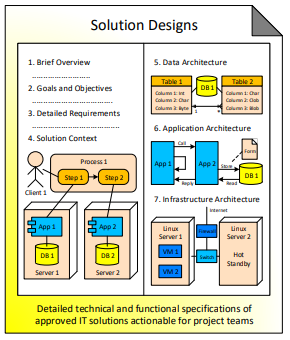 Solution Designs
1. Brief Overview
..........................
2. Goals and Objectives
....................................
3. Detailed Requirements
.......................................
4. Solution Context
Process 1
Step 1
Step 2
Client 1
App 1
App 2
DB 1
DB 2
Server 1
Server 2
5. Data Architecture
Table 1
Table 2
DB 1
Column 1: Int
Column 2: Char
Column 3: Byte
Column 1: Char
Column 2: Clob
Column 3: Blob
1
*
6. Application Architecture
Call
Form
App 1
App 2
Store
DB 1
Reply
Read
7. Infrastructure Architecture
Internet
Linux
Server 1
Firewall
Linux
Server 2
VM 1
Switch
Hot
Standby
VM 2
Detailed technical and functional specifications of
approved IT solutions actionable for project teams